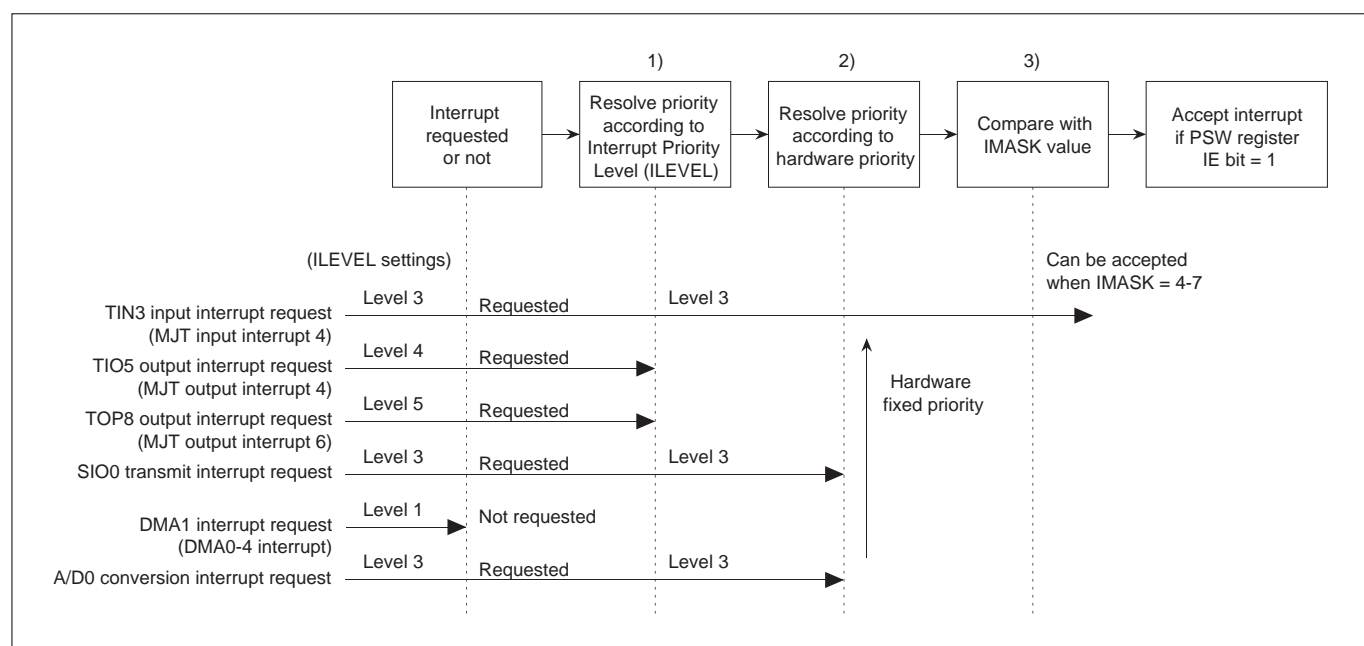 1)
2)
3)
Interrupt
requested
or not
Resolve priority
according to
Interrupt Priority
Level (ILEVEL)
Resolve priority
according to
hardware priority
Compare with
IMASK value
Accept interrupt
if PSW register
IE bit = 1
(ILEVEL settings)
Can be accepted
when IMASK = 4-7
TIN3 input interrupt request
(MJT input interrupt 4)
Level 3
Requested
Level 3
TIO5 output interrupt request
(MJT output interrupt 4)
Level 4
Requested
Hardware
fixed priority
TOP8 output interrupt request
(MJT output interrupt 6)
Level 5
Requested
SIO0 transmit interrupt request
Level 3
Requested
Level 3
DMA1 interrupt request
(DMA0-4 interrupt)
Level 1
Not requested
A/D0 conversion interrupt request
Level 3
Requested
Level 3